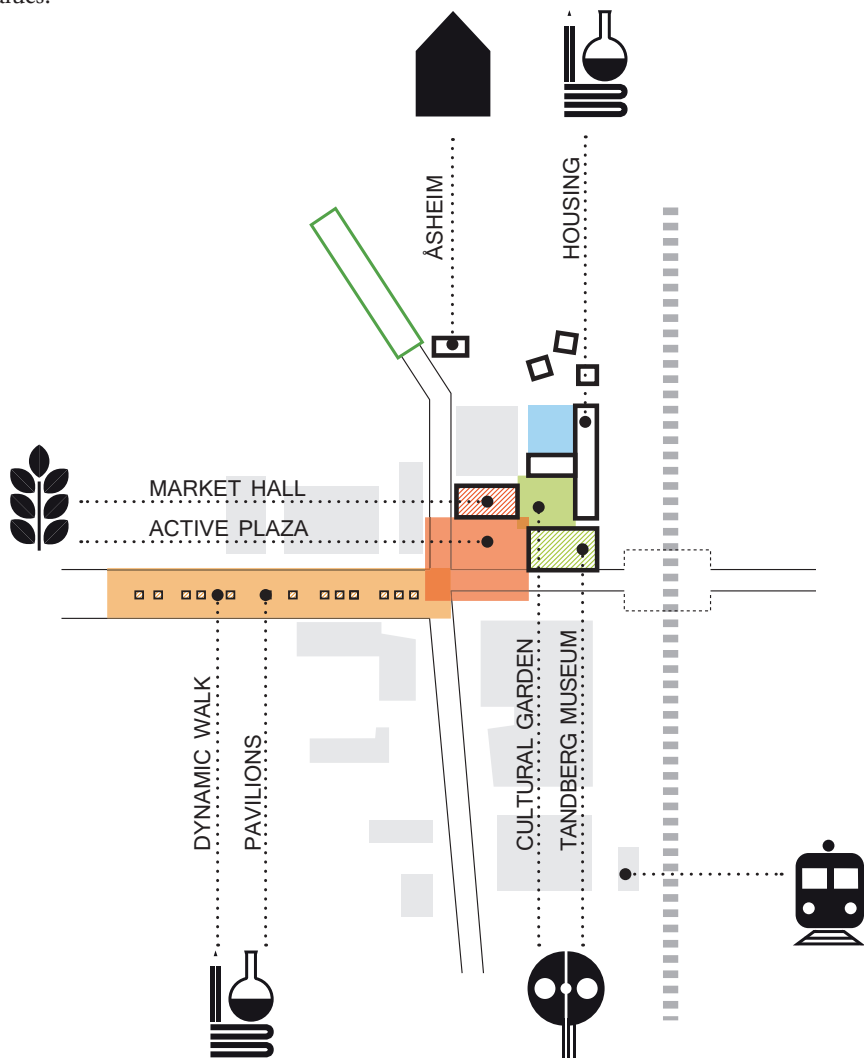 ÅSHEIM
HOUSING
MARKET HALL
ACTIVE PLAZA
DYNAMIC WALK
PAVILIONS
CULTURAL GARDEN
TANDBERG MUSEUM